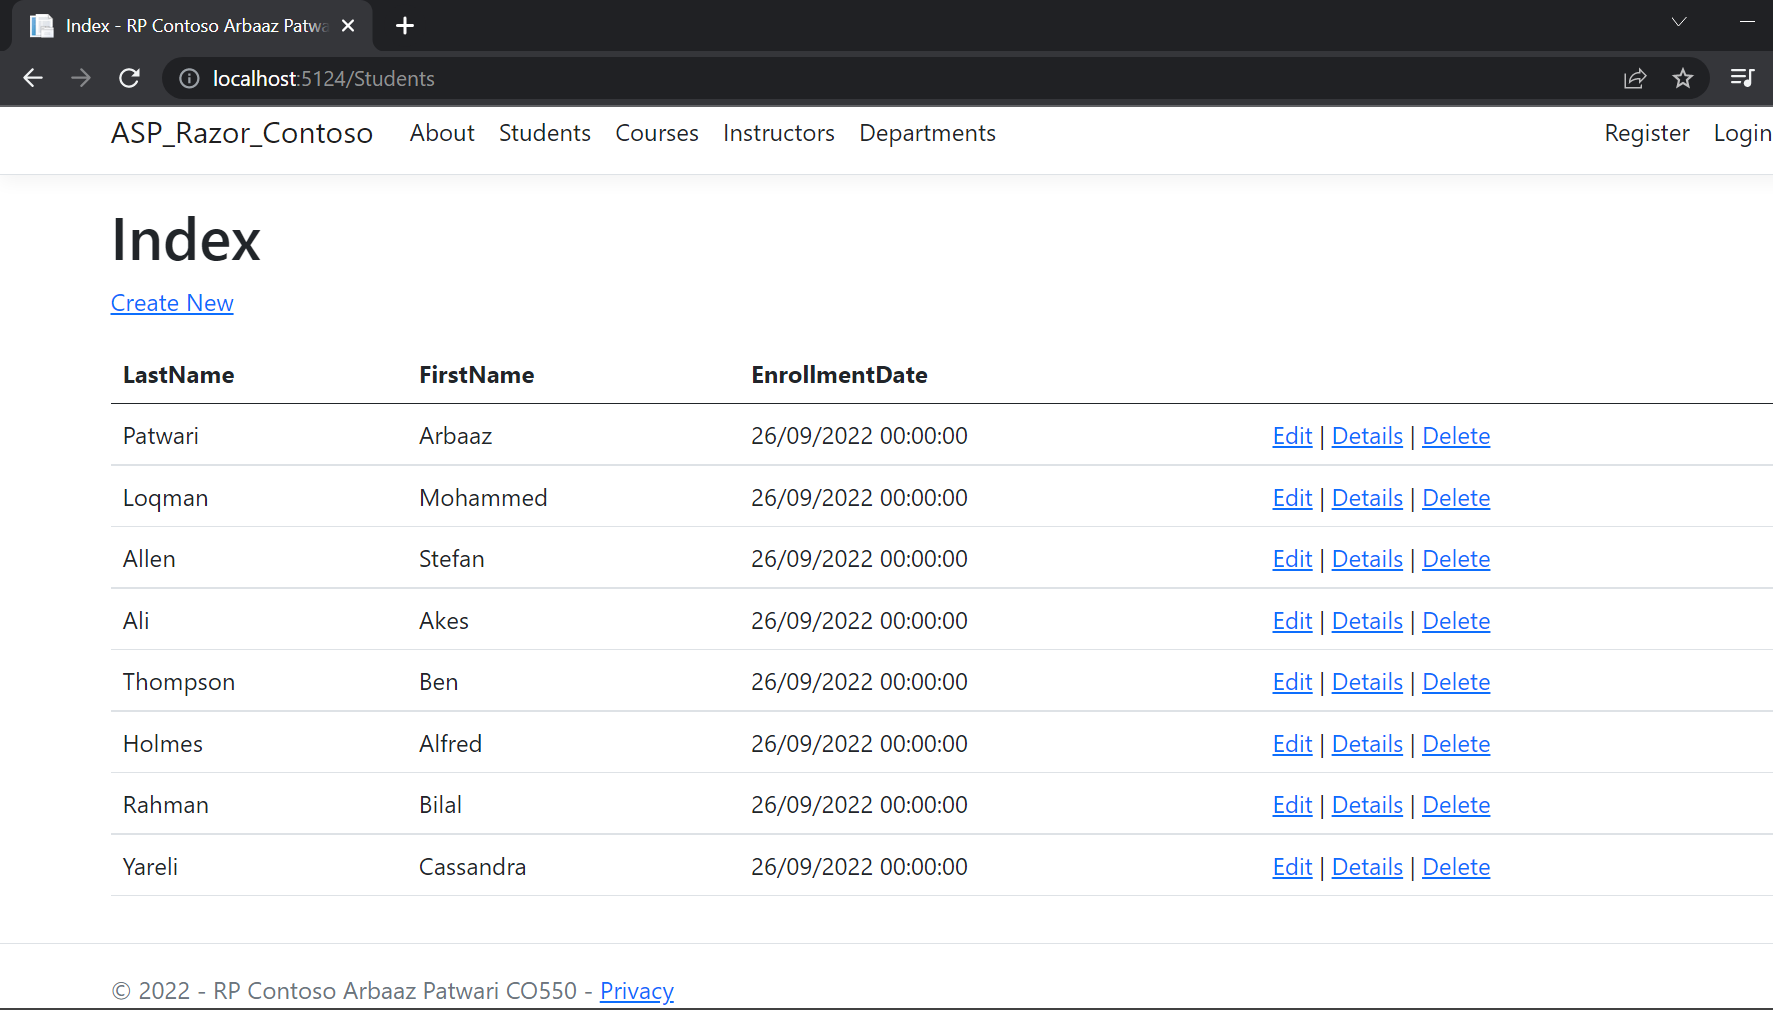 Index - RP Contoso Arbaaz Patwa
localhost:5124/Students
ASP_Razor_Contoso About Students Courses Instructors Departments Register Login
Index
Create New
LastName FirstName EnrollmentDate
Patwari Arbaaz 26/09/2022 00:00:00 Edit | Details | Delete
Loqman Mohammed 26/09/2022 00:00:00 Edit | Details | Delete
Allen Stefan 26/09/2022 00:00:00 Edit | Details | Delete
Ali Akes 26/09/2022 00:00:00 Edit | Details | Delete
Thompson Ben 26/09/2022 00:00:00 Edit | Details | Delete
Holmes Alfred 26/09/2022 00:00:00 Edit | Details | Delete
Rahman Bilal 26/09/2022 00:00:00 Edit | Details | Delete
Yareli Cassandra 26/09/2022 00:00:00 Edit | Details | Delete
© 2022 - RP Contoso Arbaaz Patwari CO550 - Privacy